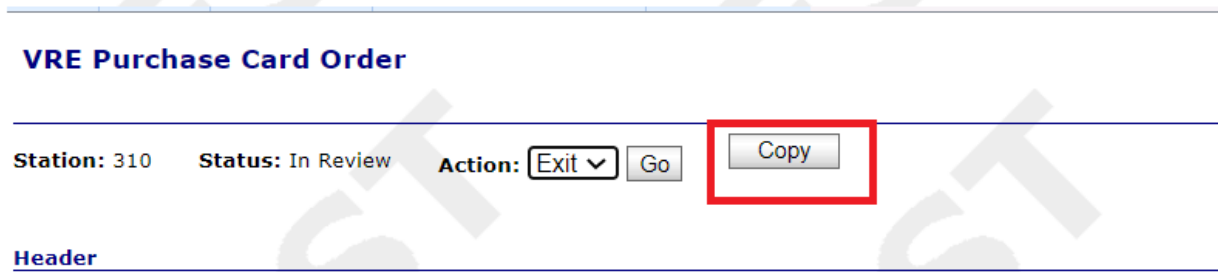 VRE Purchase Card Order
Station: 310 Status: In Review Action: Exit Go Copy
Header